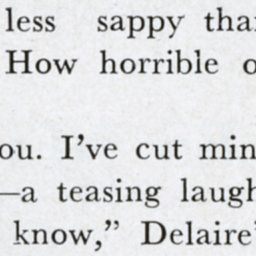 less sappy than
How horrible o
ou. I've cut min
—a teasing laugh
know,” Delaire'